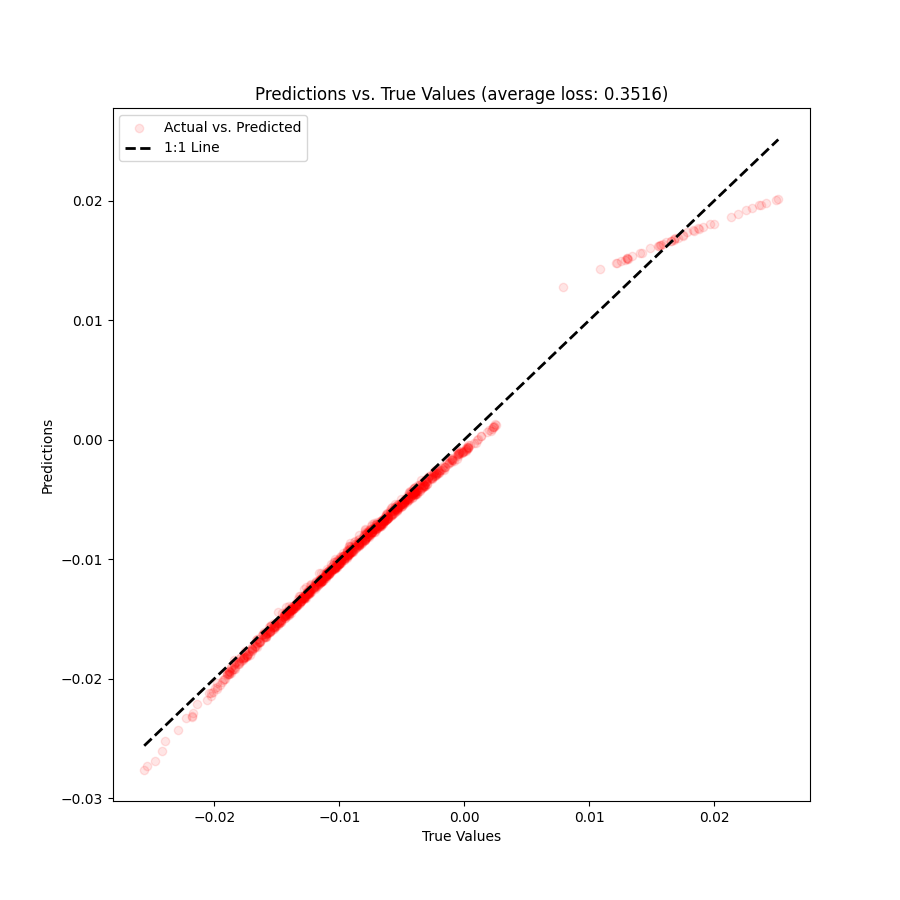 Predictions vs. True Values (average loss: 0.3516)
Actual vs. Predicted
1:1 Line
0.02
0.01
0.00
−0.01
−0.02
−0.03
Predictions
−0.02
−0.01
0.00
0.01
0.02
True Values